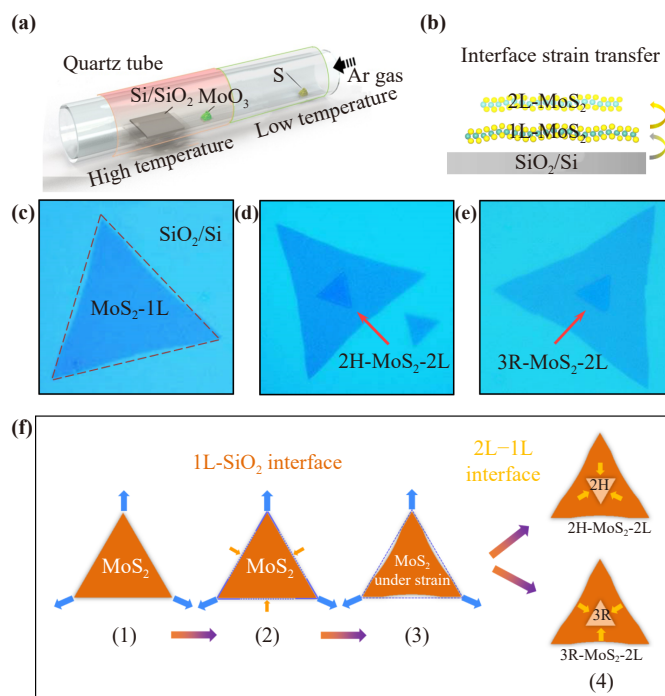 (a)
Quartz tube
Si/SiO₂ MoO₃
S
Ar gas
High temperature
Low temperature
(b)
Interface strain transfer
2L-MoS₂
1L-MoS₂
SiO₂/Si
(c)
SiO₂/Si
MoS₂-1L
(d)
2H-MoS₂-2L
(e)
3R-MoS₂-2L
(f)
1L-SiO₂ interface
2L−1L
interface
MoS₂
MoS₂
MoS₂
under strain
2H
2H-MoS₂-2L
3R
3R-MoS₂-2L
(1)
(2)
(3)
(4)